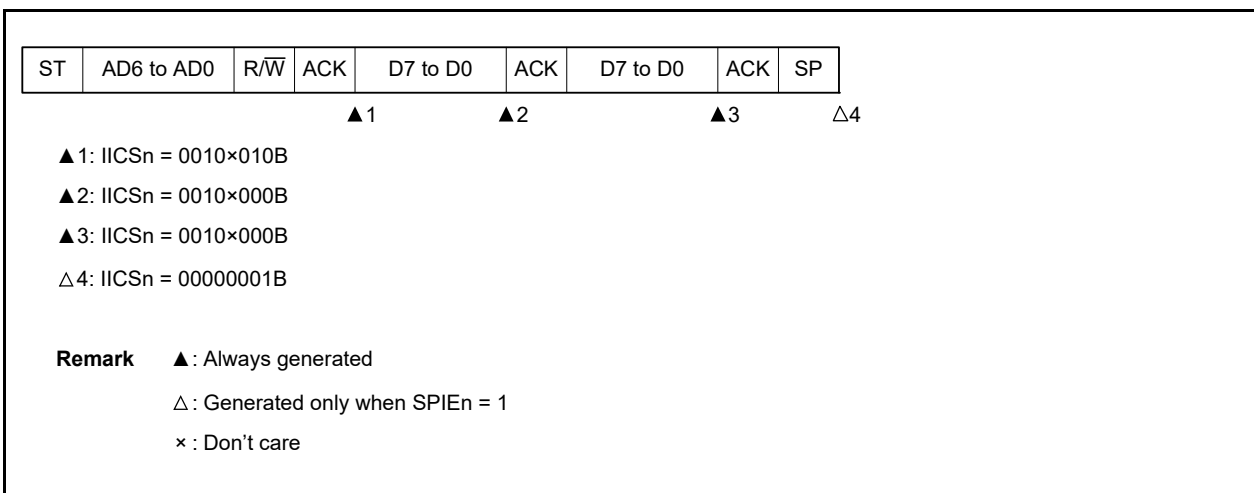 ST AD6 to AD0 R/W̅ ACK D7 to D0 ACK D7 to D0 ACK SP
▲1 ▲2 ▲3 △4
▲1: IICSn = 0010×010B
▲2: IICSn = 0010×000B
▲3: IICSn = 0010×000B
△4: IICSn = 00000001B
Remark ▲: Always generated
△: Generated only when SPIEn = 1
×: Don't care